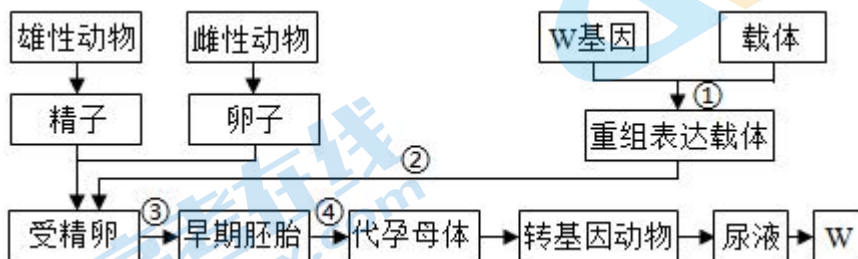 雄性动物 雌性动物 W基因 载体
精子 卵子 ①
重组表达载体
②
受精卵 ③ 早期胚胎 ④ 代孕母体 转基因动物 尿液 W